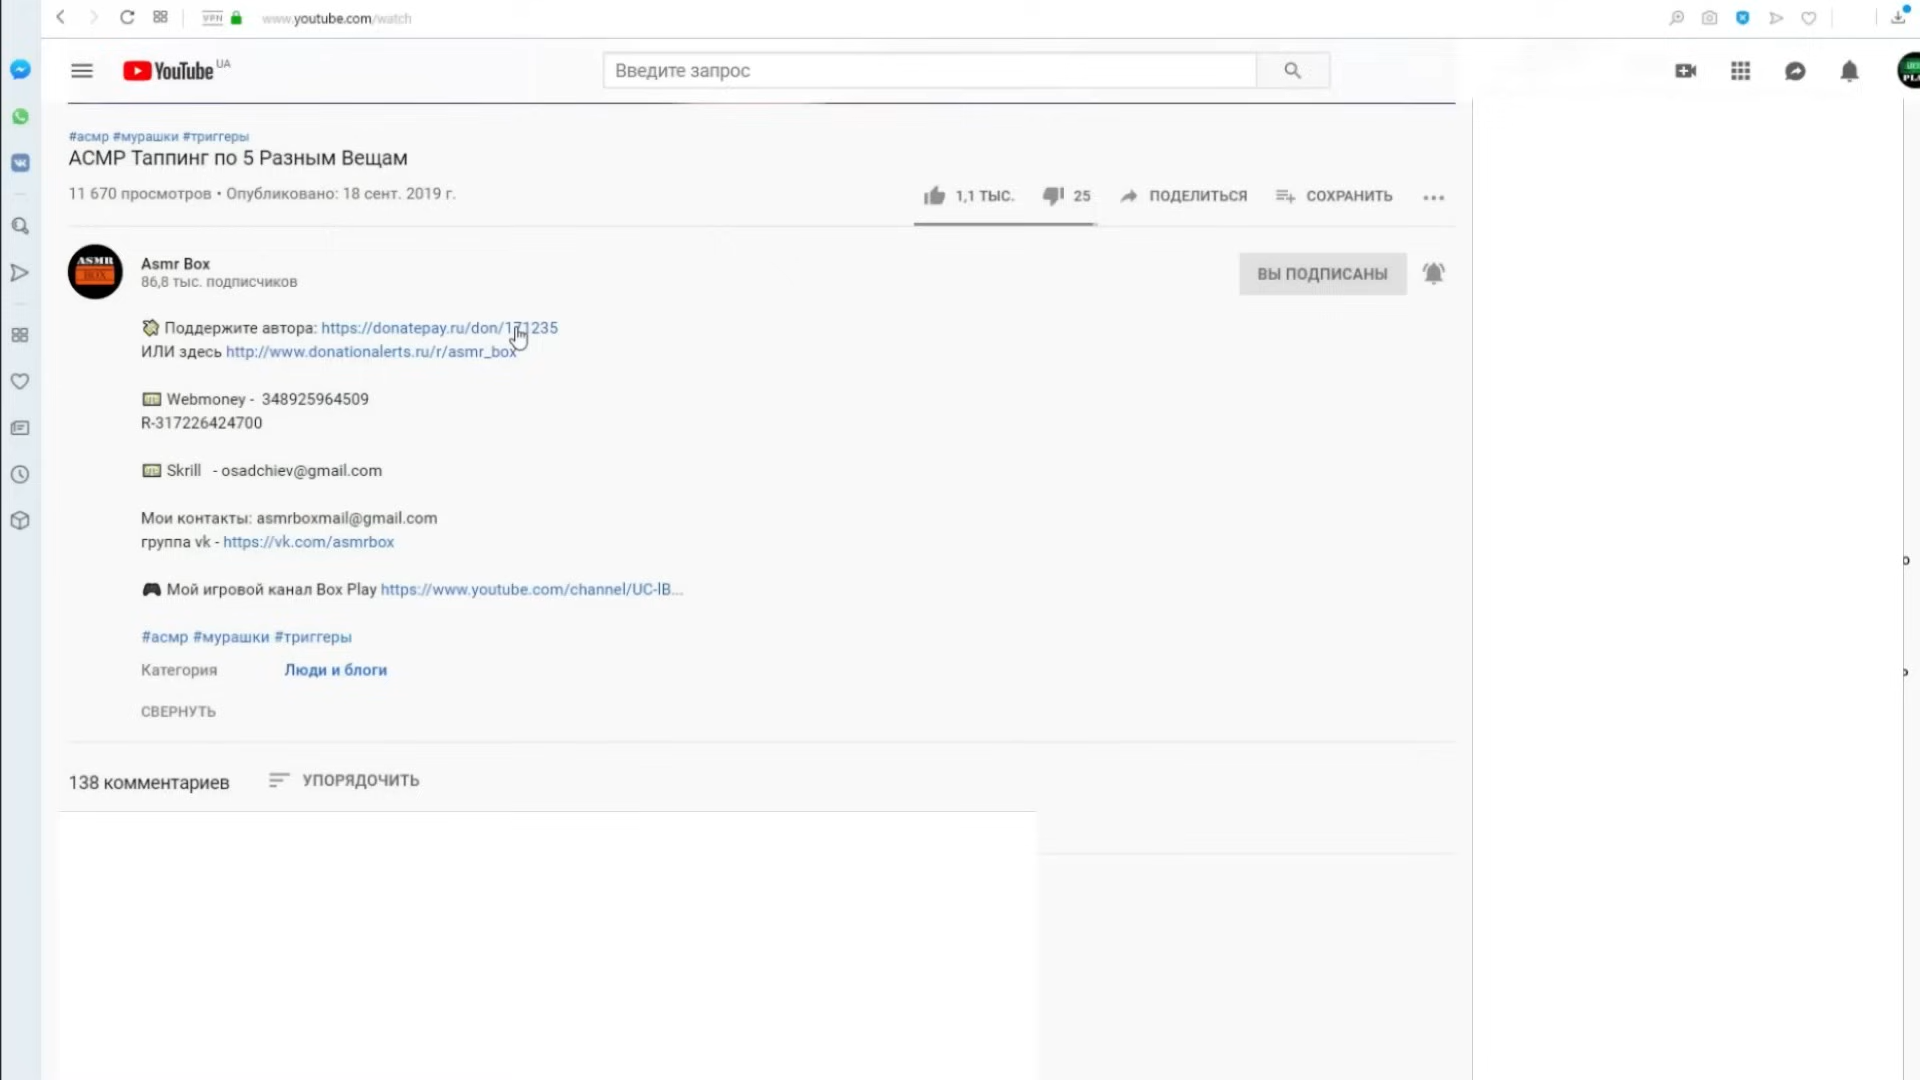 VPN www.youtube.com/watch
YouTube UA
Введите запрос
#асмр #мурашки #триггеры
АСМР Таппинг по 5 Разным Вещам
11 670 просмотров • Опубликовано: 18 сент. 2019 г.
1,1 ТЫС. 25 ПОДЕЛИТЬСЯ СОХРАНИТЬ
ASMR BOX
Asmr Box
86,8 тыс. подписчиков
ВЫ ПОДПИСАНЫ
Поддержите автора: https://donatepay.ru/don/171235
ИЛИ здесь http://www.donationalerts.ru/r/asmr_box
Webmoney - 348925964509
R-317226424700
Skrill - osadchiev@gmail.com
Мои контакты: asmrboxmail@gmail.com
группа vk - https://vk.com/asmrbox
Мой игровой канал Box Play https://www.youtube.com/channel/UC-lB...
#асмр #мурашки #триггеры
Категория Люди и блоги
СВЕРНУТЬ
138 комментариев УПОРЯДОЧИТЬ